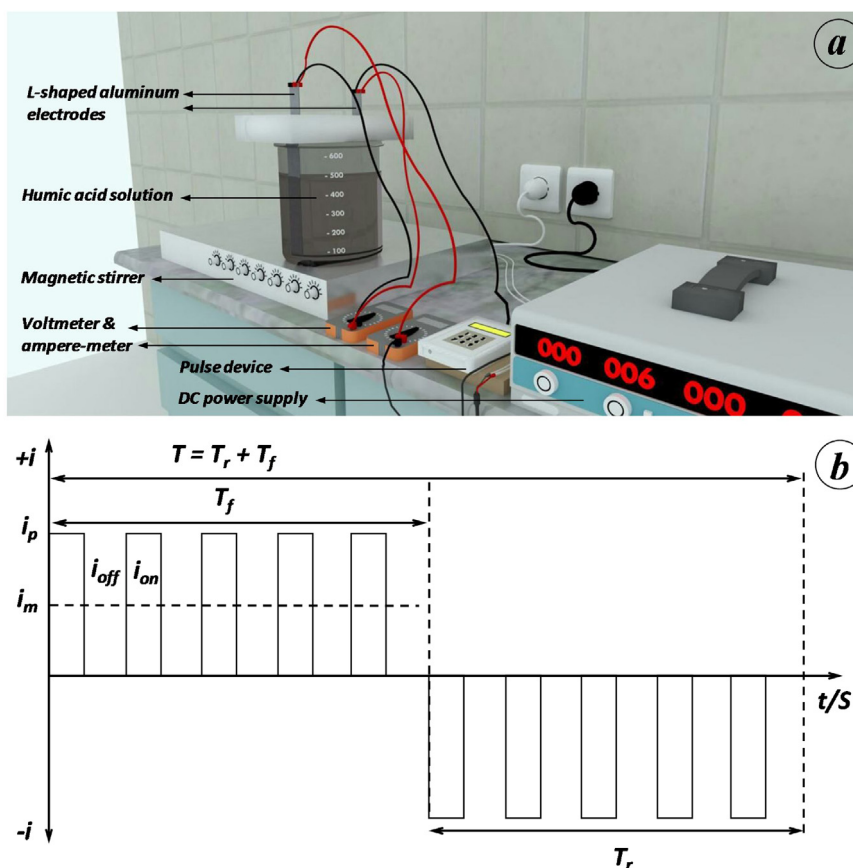 a
L-shaped aluminum
electrodes
- 600
- 500
Humic acid solution
- 400
- 300
- 200
- 100
Magnetic stirrer
Voltmeter &
ampere-meter
Pulse device
DC power supply
000 006 000
b
+i
T = Tr + Tf
Tf
ip
ioff
ion
im
t/S
-i
Tr